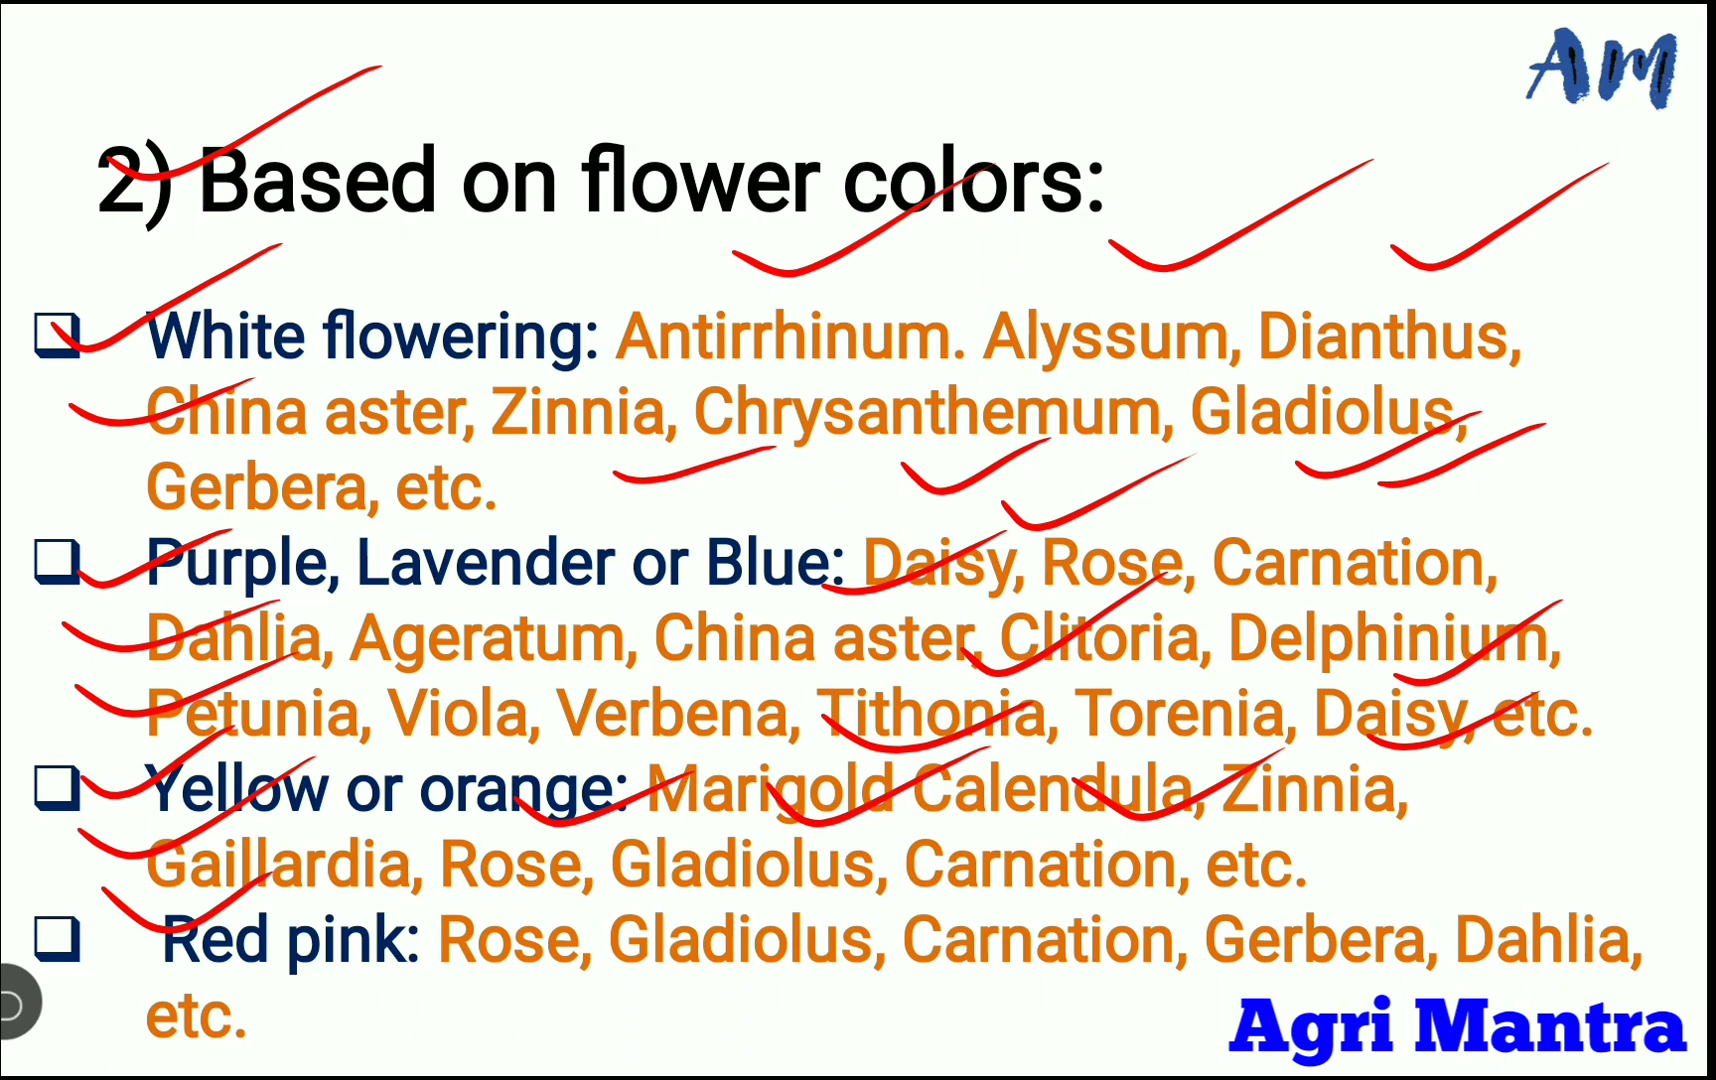 AM
2) Based on flower colors:
❑ White flowering: Antirrhinum. Alyssum, Dianthus,
China aster, Zinnia, Chrysanthemum, Gladiolus,
Gerbera, etc.
❑ Purple, Lavender or Blue: Daisy, Rose, Carnation,
Dahlia, Ageratum, China aster, Clitoria, Delphinium,
Petunia, Viola, Verbena, Tithonia, Torenia, Daisy, etc.
❑ Yellow or orange: Marigold Calendula, Zinnia,
Gaillardia, Rose, Gladiolus, Carnation, etc.
❑ Red pink: Rose, Gladiolus, Carnation, Gerbera, Dahlia,
etc.
Agri Mantra